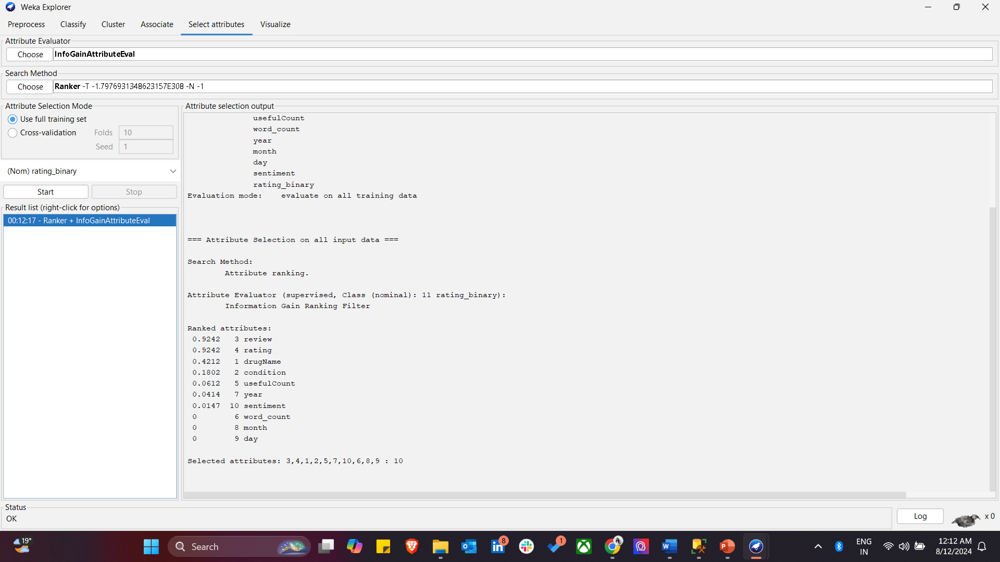 Weka Explorer
Preprocess Classify Cluster Associate Select attributes Visualize
Attribute Evaluator
Choose InfoGainAttributeEval
Search Method
Choose Ranker -T -1.7976931348623157E308 -N -1
Attribute Selection Mode
Use full training set
Cross-validation Folds 10
Seed 1
(Nom) rating_binary
Start Stop
Result list (right-click for options)
00:12:17 - Ranker + InfoGainAttributeEval
Attribute selection output
usefulCount
word_count
year
month
day
sentiment
rating_binary
Evaluation mode: evaluate on all training data
=== Attribute Selection on all input data ===
Search Method:
Attribute ranking.
Attribute Evaluator (supervised, Class (nominal): 11 rating_binary):
Information Gain Ranking Filter
Ranked attributes:
0.9242 3 review
0.9242 4 rating
0.4212 1 drugName
0.1802 2 condition
0.0612 5 usefulCount
0.0414 7 year
0.0147 10 sentiment
0 6 word_count
0 8 month
0 9 day
Selected attributes: 3,4,1,2,5,7,10,6,8,9 : 10
Status
OK
Log x 0
19°
Search
8
1
ENG
IN
12:12 AM
8/12/2024